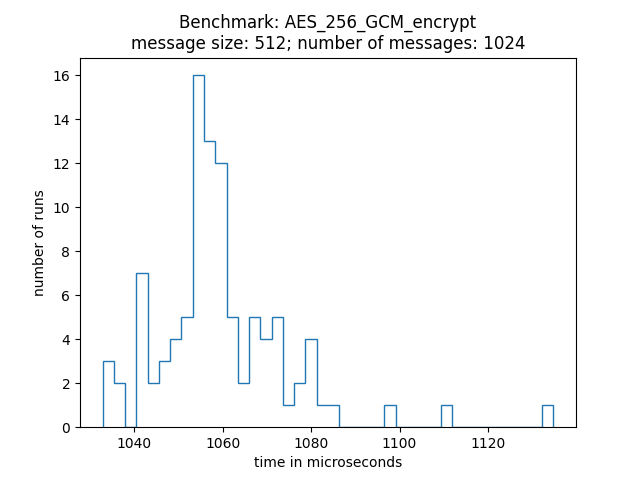 Benchmark: AES_256_GCM_encrypt
message size: 512; number of messages: 1024
16
14
12
10
8
6
4
2
0
number of runs
1040 1060 1080 1100 1120
time in microseconds